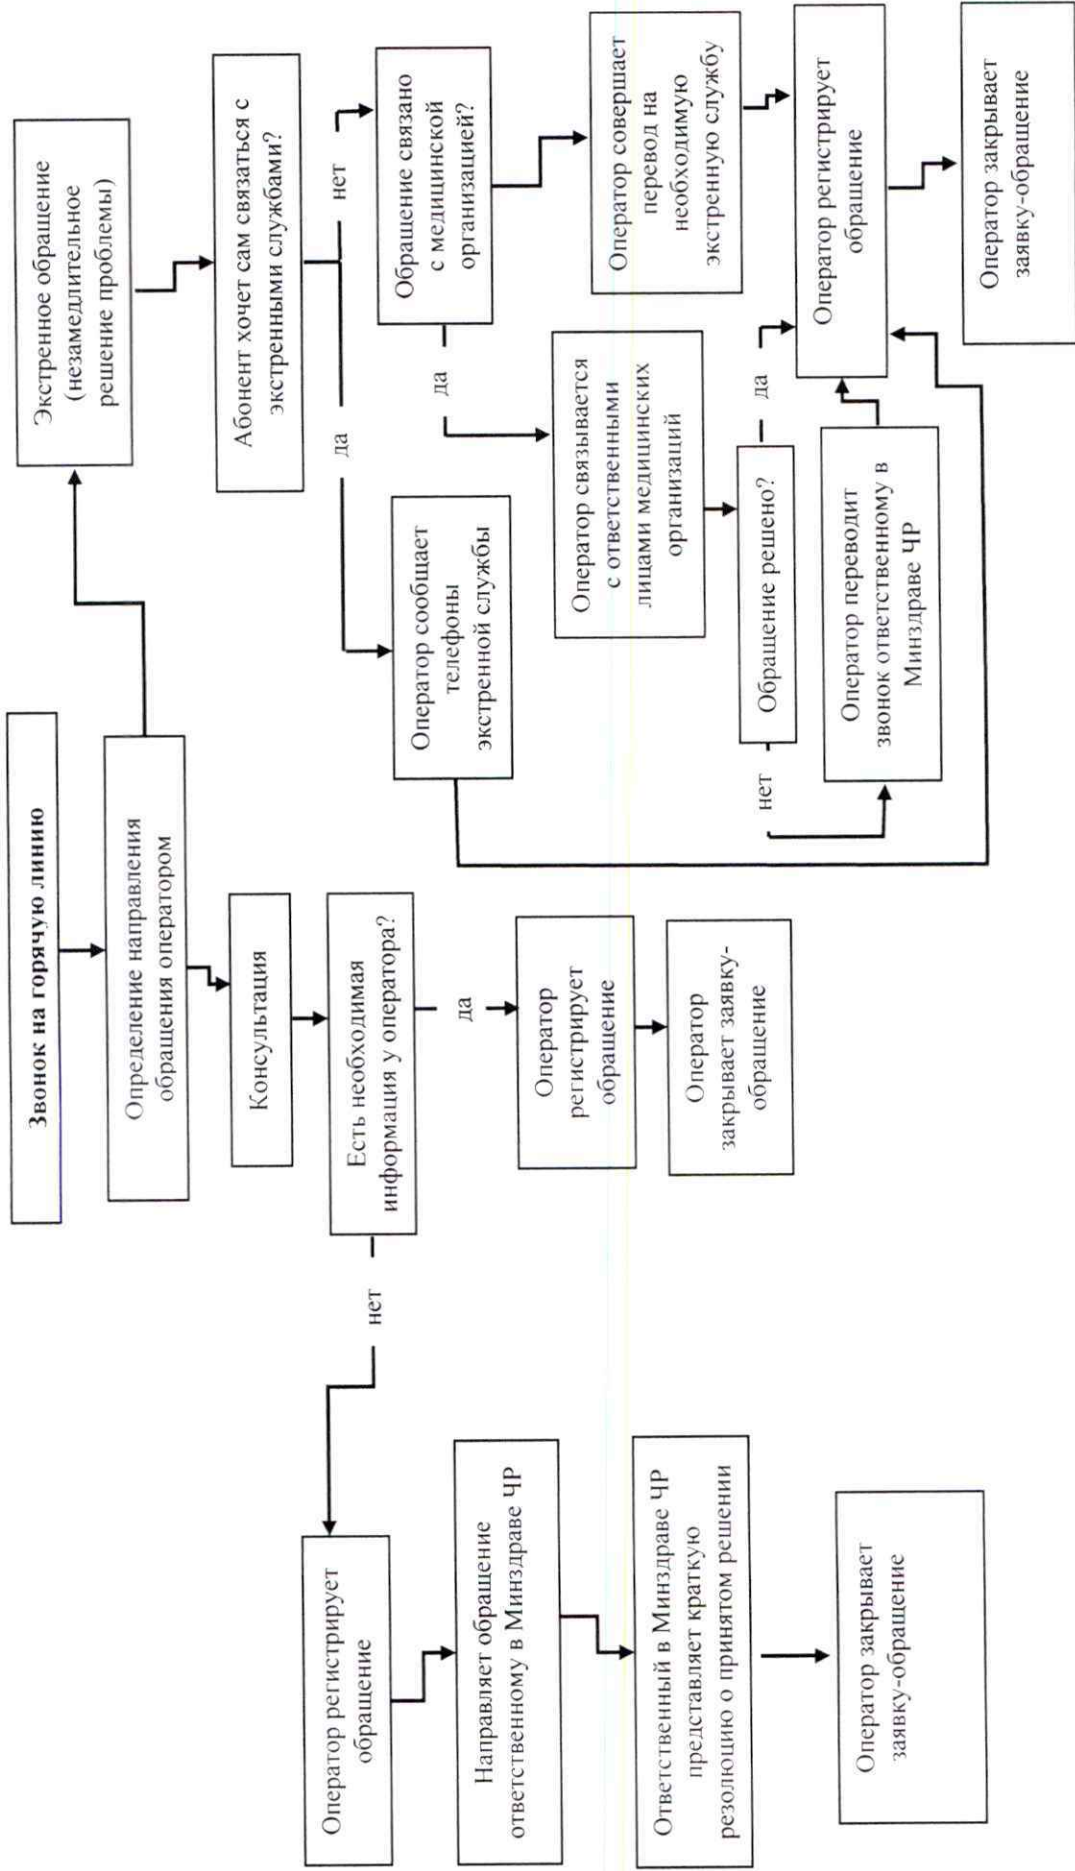 Звонок на горячую линию
Определение направления
обращения оператором
Экстренное обращение
(незамедлительное
решение проблемы)
Абонент хочет сам связаться с
экстренными службами?
да
нет
Оператор сообщает
телефоны
экстренной службы
Обращение связано
с медицинской
организацией?
да
Оператор связывается
с ответственными
лицами медицинских
организаций
Оператор совершает
перевод на
необходимую
экстренную службу
Обращение решено?
нет
да
Оператор переводит
звонок ответственному в
Минздраве ЧР
Оператор регистрирует
обращение
Оператор закрывает
заявку-обращение
Консультация
Есть необходимая
информация у оператора?
нет
да
Оператор
регистрирует
обращение
Оператор
закрывает заявку-
обращение
Оператор регистрирует
обращение
Направляет обращение
ответственному в Минздраве ЧР
Ответственный в Минздраве ЧР
представляет краткую
резолюцию о принятом решении
Оператор закрывает
заявку-обращение